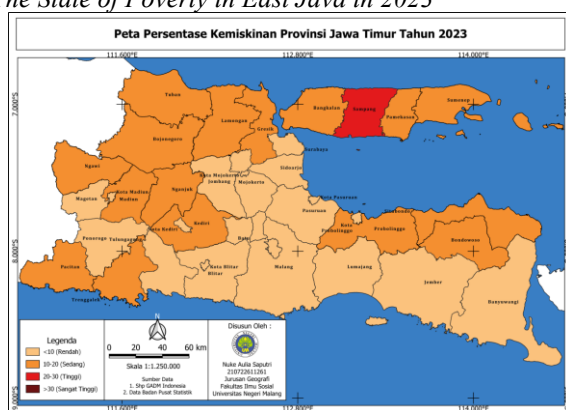 The State of Poverty in East Java in 2023
Peta Persentase Kemiskinan Provinsi Jawa Timur Tahun 2023
111.600°E 112.800°E 114.000°E
7.000°S
8.000°S
9.000°S
Tuban
Lamongan
Gresik
Bangkalan
Sampang
Pamekasan
Sumenep
Bojonegoro
Surabaya
Sidoarjo
Ngawi
Kota Mojokerto
Jombang
Mojokerto
Magetan
Kota Madiun
Madiun
Nganjuk
Kota Pasuruan
Pasuruan
Ponorogo
Tulungagung
Kota Kediri
Kediri
Batu
Kota
Probolinggo
Probolinggo
Situbondo
Bondowoso
Pacitan
Trenggalek
Kota Blitar
Blitar
Malang
Lumajang
Jember
Banyuwangi
Legenda
<10 (Rendah)
10-20 (Sedang)
20-30 (Tinggi)
>30 (Sangat Tinggi)
N
0 20 40 60 km
Skala 1:1.250.000
Sumber Data
1. Shp GADM Indonesia
2. Data Badan Pusat Statistik
Disusun Oleh :
Nuke Aulia Saputri
210722611261
Jurusan Geografi
Fakultas Ilmu Sosial
Universitas Negeri Malang